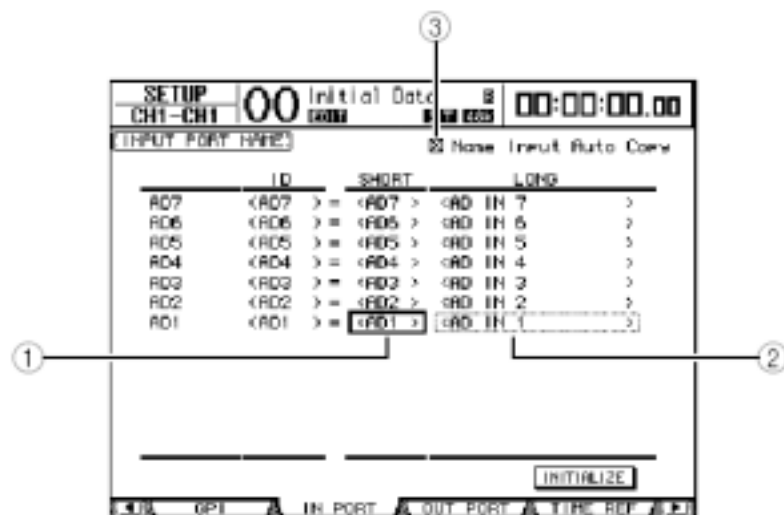 ③
SETUP
CH1-CH1
00
Initial Data
EDIT
00:00:00.00
INPUT PORT NAME
Name Input Auto Copy
ID SHORT LONG
AD7 <AD7 > = <AD7 > <AD IN 7 >
AD6 <AD6 > = <AD6 > <AD IN 6 >
AD5 <AD5 > = <AD5 > <AD IN 5 >
AD4 <AD4 > = <AD4 > <AD IN 4 >
AD3 <AD3 > = <AD3 > <AD IN 3 >
AD2 <AD2 > = <AD2 > <AD IN 2 >
AD1 <AD1 > = <AD1 > <AD IN 1 >
① ②
INITIALIZE
GPI IN PORT OUT PORT TIME REF